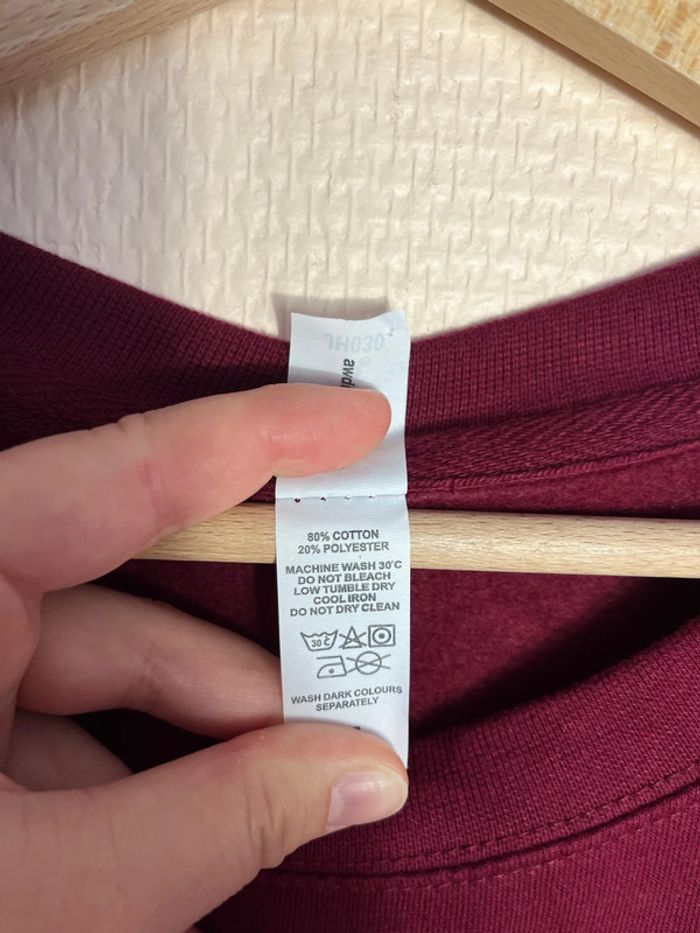 JH030
80% COTTON
20% POLYESTER
MACHINE WASH 30°C
DO NOT BLEACH
LOW TUMBLE DRY
COOL IRON
DO NOT DRY CLEAN
30°C
WASH DARK COLOURS
SEPARATELY